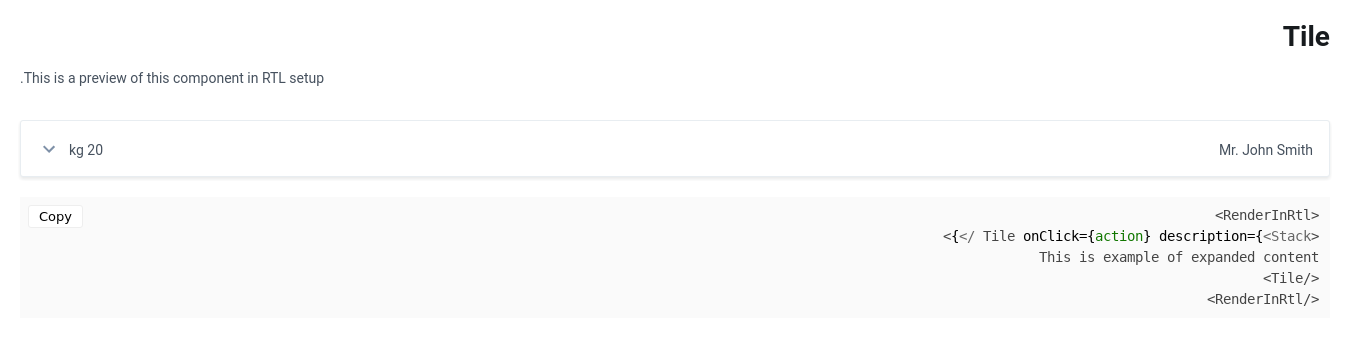 Tile
.This is a preview of this component in RTL setup
Mr. John Smith
kg 20
Copy
<RenderInRtl>
<{</ Tile onClick={action} description={<Stack>
This is example of expanded content
<Tile/>
<RenderInRtl/>